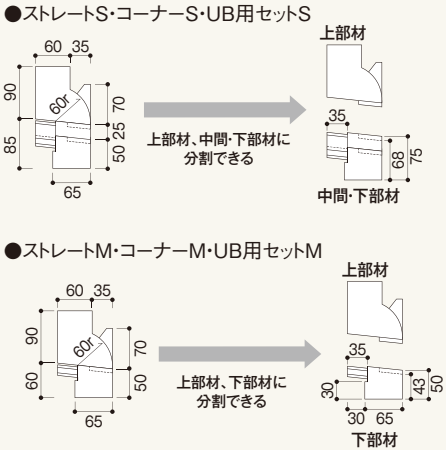 ●ストレートS・コーナーS・UB用セットS
60 35
90
85
60r
70
25
50
65
上部材、中間・下部材に
分割できる
上部材
35
68
75
中間・下部材
●ストレートM・コーナーM・UB用セットM
60 35
90
60
60r
70
50
65
上部材、下部材に
分割できる
上部材
35
30
43
50
30 65
下部材